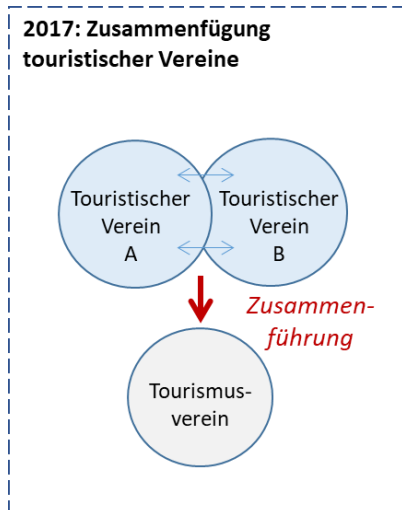 2017: Zusammenfügung
touristischer Vereine
Touristischer
Verein
A
Touristischer
Verein
B
Zusammen-
führung
Tourismus-
verein